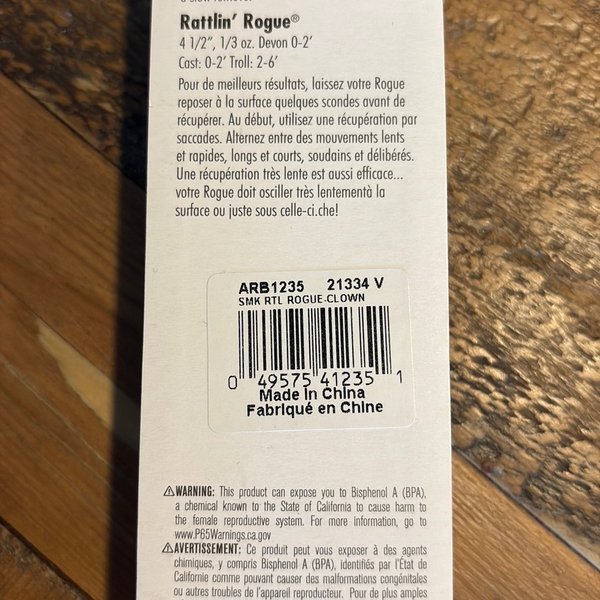 Rattlin' Rogue®
4 1/2", 1/3 oz. Devon 0-2'
Cast: 0-2' Troll: 2-6'
Pour de meilleurs résultats, laissez votre Rogue
reposer à la surface quelques scondes avant de
récupérer. Au début, utilisez une récupération par
saccades. Alternez entre des mouvements lents
et rapides, longs et courts, soudains et délibérés.
Une récupération très lente est aussi efficace...
votre Rogue doit osciller très lentementà la
surface ou juste sous celle-ci.che!
ARB1235 21334 V
SMK RTL ROGUE-CLOWN
0 49575 41235 1
Made in China
Fabriqué en Chine
⚠WARNING: This product can expose you to Bisphenol A (BPA),
a chemical known to the State of California to cause harm to
the female reproductive system. For more information, go to
www.P65Warnings.ca.gov
⚠AVERTISSEMENT: Ce produit peut vous exposer à des agents
chimiques, y compris Bisphenol A (BPA), identifiés par l'État de
Californie comme pouvant causer des malformations congénitales
ou autres troubles de l'appareil reproducteur. Pour de plus amples